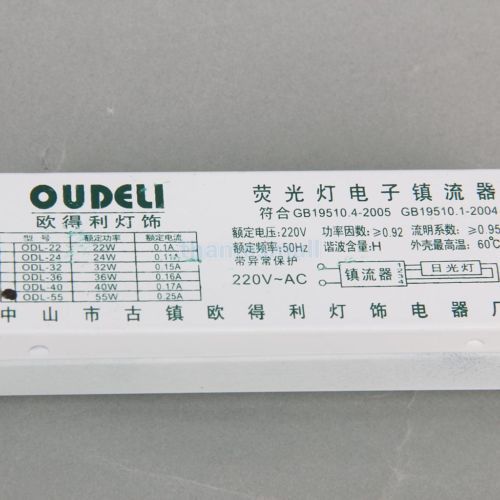 OUDELI
欧得利灯饰
型号 额定功率 额定电流
ODL-22 22W 0.1A
ODL-24 24W 0.11A
ODL-32 32W 0.15A
ODL-36 36W 0.16A
ODL-40 40W 0.17A
ODL-55 55W 0.25A
荧光灯电子镇流器
符合GB19510.4-2005 GB19510.1-2004
额定电压:220V 功率因数:≥0.92 流明系数:≥0.95
额定频率:50Hz 谐波含量:H 外壳最高温:60℃
带异常保护
220V~AC 镇流器 1 2 3 4 日光灯
中山市古镇欧得利灯饰电器厂